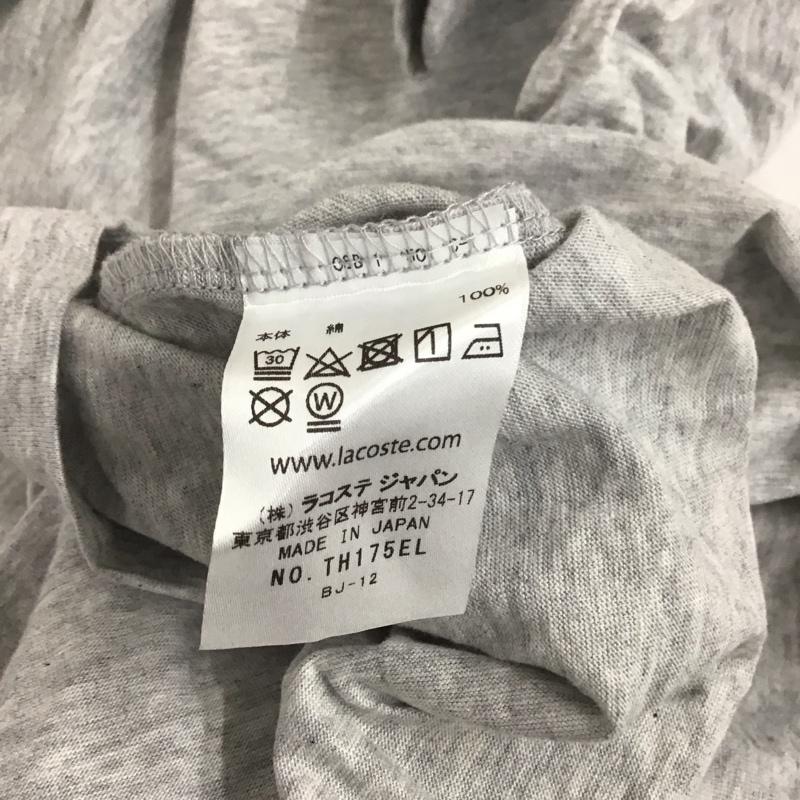 100%
本体 綿
30
W
www.lacoste.com
(株) ラコステ ジャパン
東京都渋谷区神宮前2-34-17
MADE IN JAPAN
NO. TH175EL
BJ-12